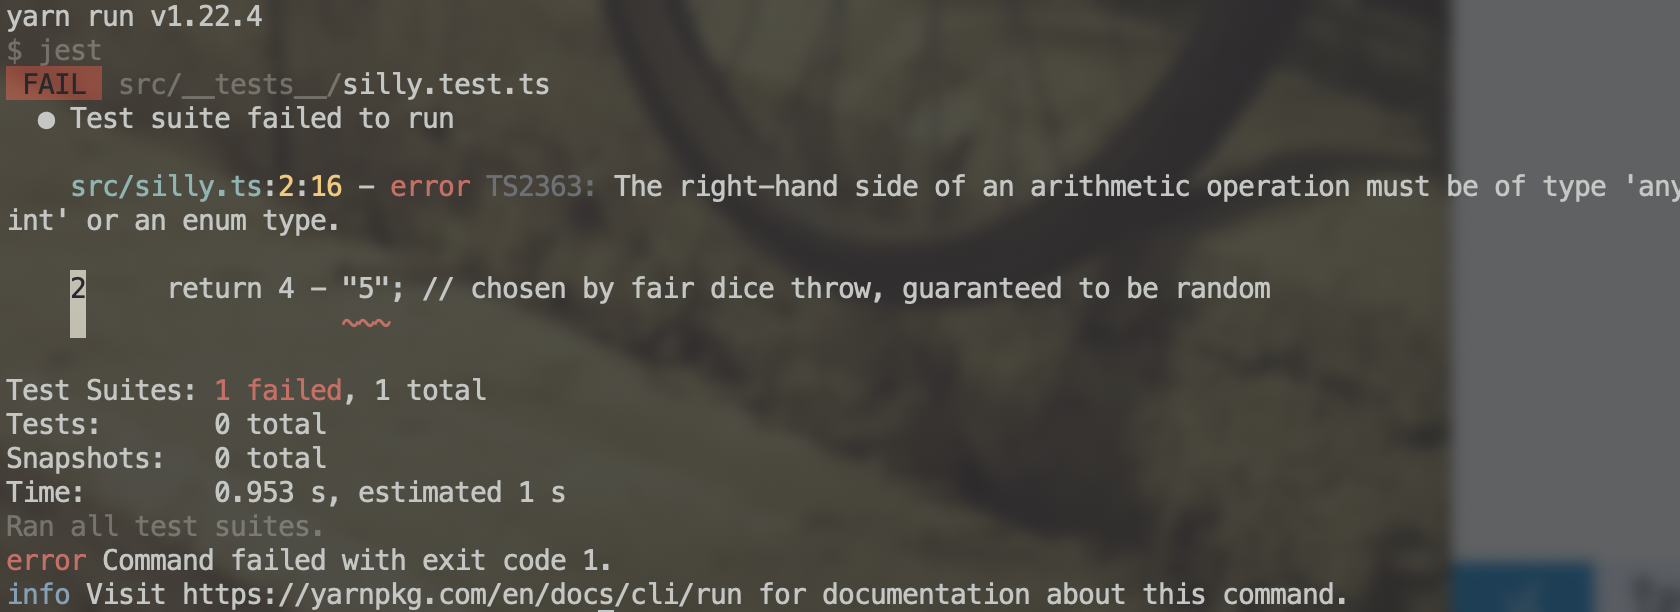 yarn run v1.22.4
$ jest
FAIL src/__tests__/silly.test.ts
● Test suite failed to run
src/silly.ts:2:16 - error TS2363: The right-hand side of an arithmetic operation must be of type 'any
int' or an enum type.
2 return 4 - "5"; // chosen by fair dice throw, guaranteed to be random
~~~
Test Suites: 1 failed, 1 total
Tests: 0 total
Snapshots: 0 total
Time: 0.953 s, estimated 1 s
Ran all test suites.
error Command failed with exit code 1.
info Visit https://yarnpkg.com/en/docs/cli/run for documentation about this command.